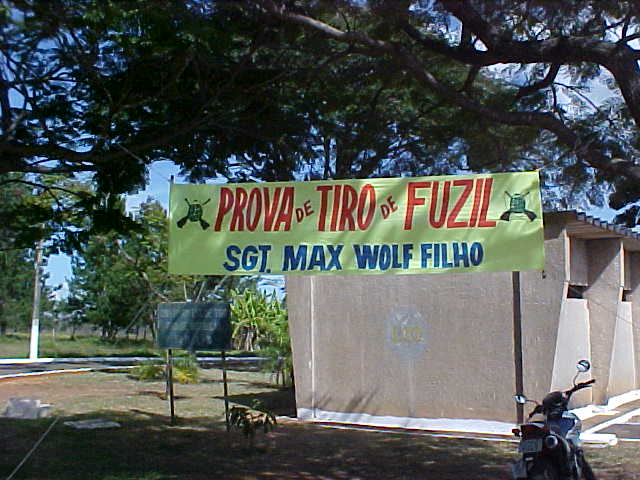 PROVA DE TIRO DE FUZIL
SGT. MAX WOLF FILHO